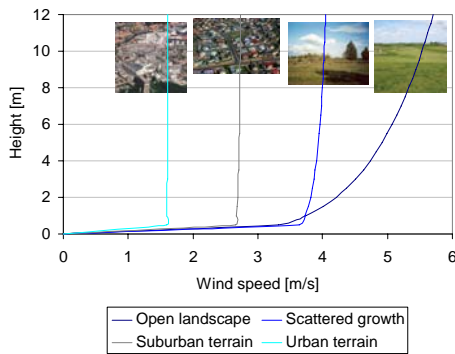 12
10
8
6
4
2
0
Height [m]
0 1 2 3 4 5 6
Wind speed [m/s]
Open landscape Scattered growth
Suburban terrain Urban terrain